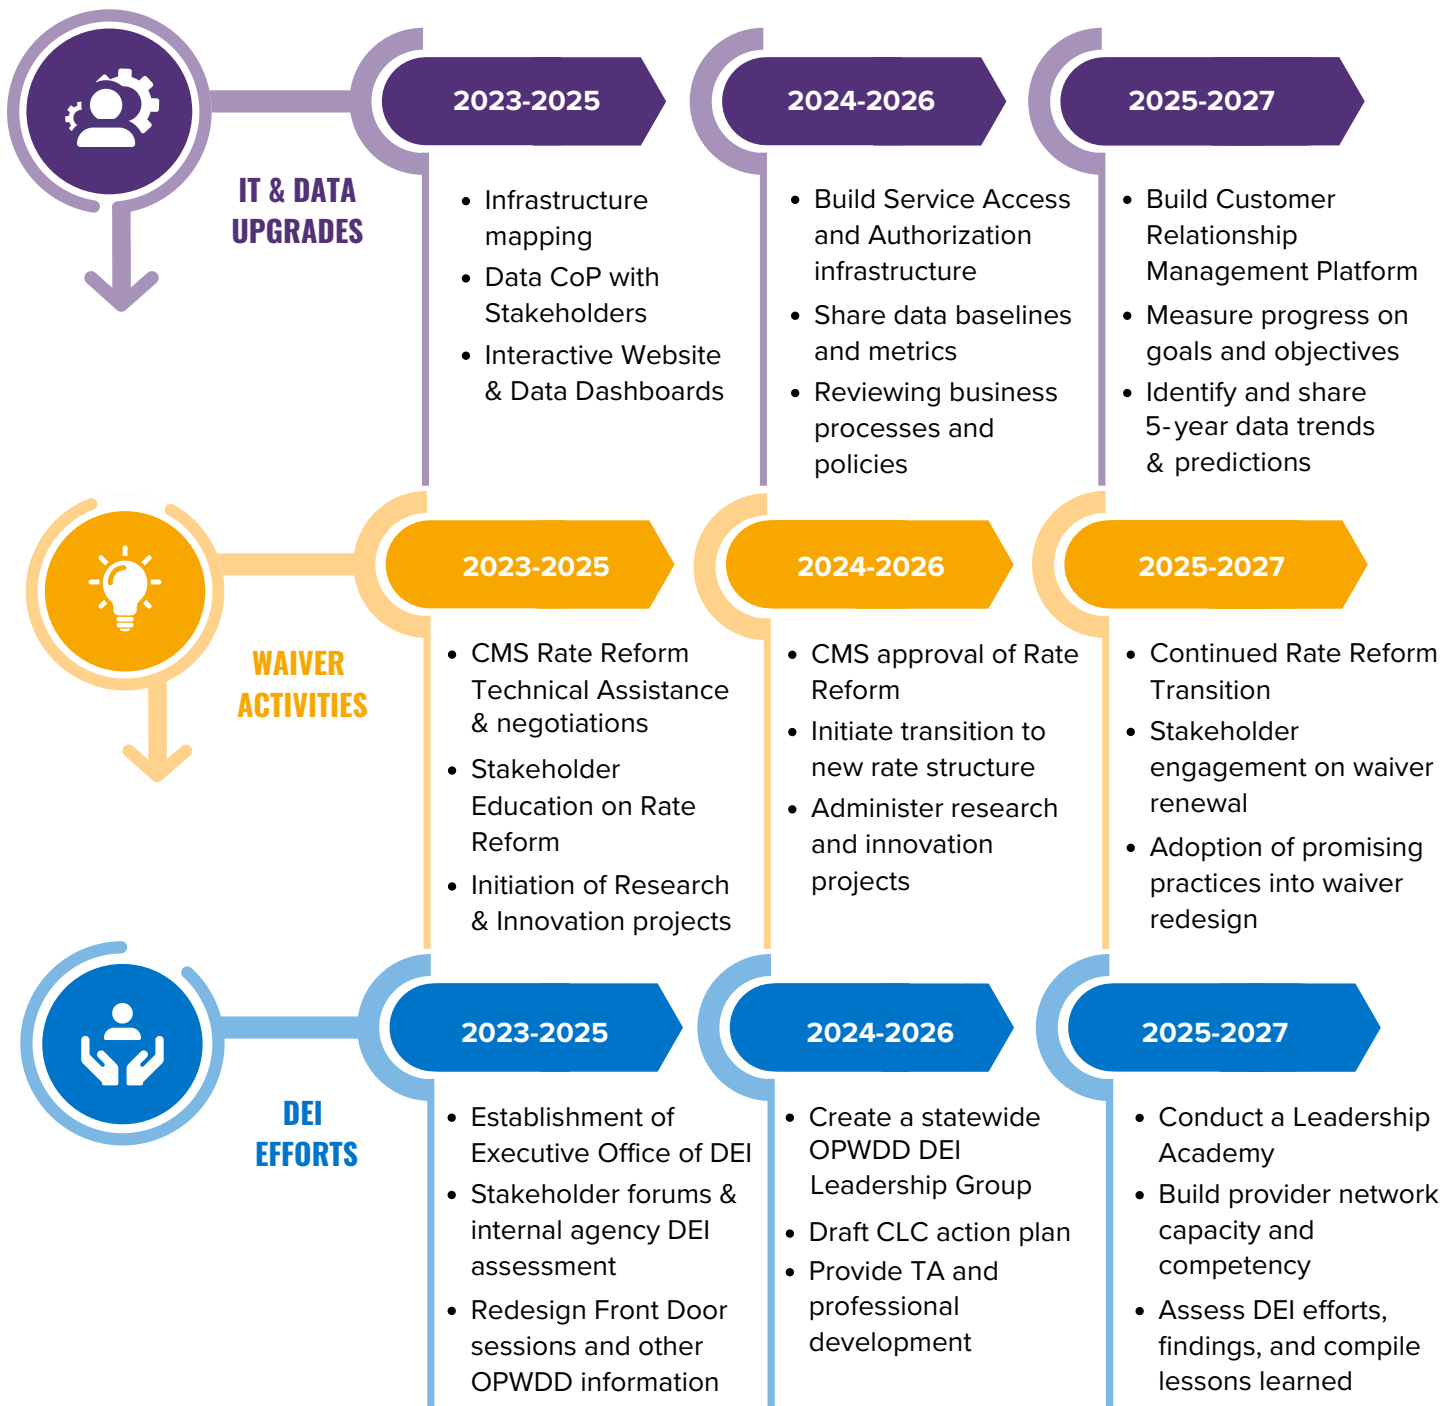 IT & DATA
UPGRADES
2023-2025
Infrastructure
mapping
Data CoP with
Stakeholders
Interactive Website
& Data Dashboards
2024-2026
Build Service Access
and Authorization
infrastructure
Share data baselines
and metrics
Reviewing business
processes and
policies
2025-2027
Build Customer
Relationship
Management Platform
Measure progress on
goals and objectives
Identify and share
5-year data trends
& predictions
WAIVER
ACTIVITIES
2023-2025
CMS Rate Reform
Technical Assistance
& negotiations
Stakeholder
Education on Rate
Reform
Initiation of Research
& Innovation projects
2024-2026
CMS approval of Rate
Reform
Initiate transition to
new rate structure
Administer research
and innovation
projects
2025-2027
Continued Rate Reform
Transition
Stakeholder
engagement on waiver
renewal
Adoption of promising
practices into waiver
redesign
DEI
EFFORTS
2023-2025
Establishment of
Executive Office of DEI
Stakeholder forums &
internal agency DEI
assessment
Redesign Front Door
sessions and other
OPWDD information
2024-2026
Create a statewide
OPWDD DEI
Leadership Group
Draft CLC action plan
Provide TA and
professional
development
2025-2027
Conduct a Leadership
Academy
Build provider network
capacity and
competency
Assess DEI efforts,
findings, and compile
lessons learned